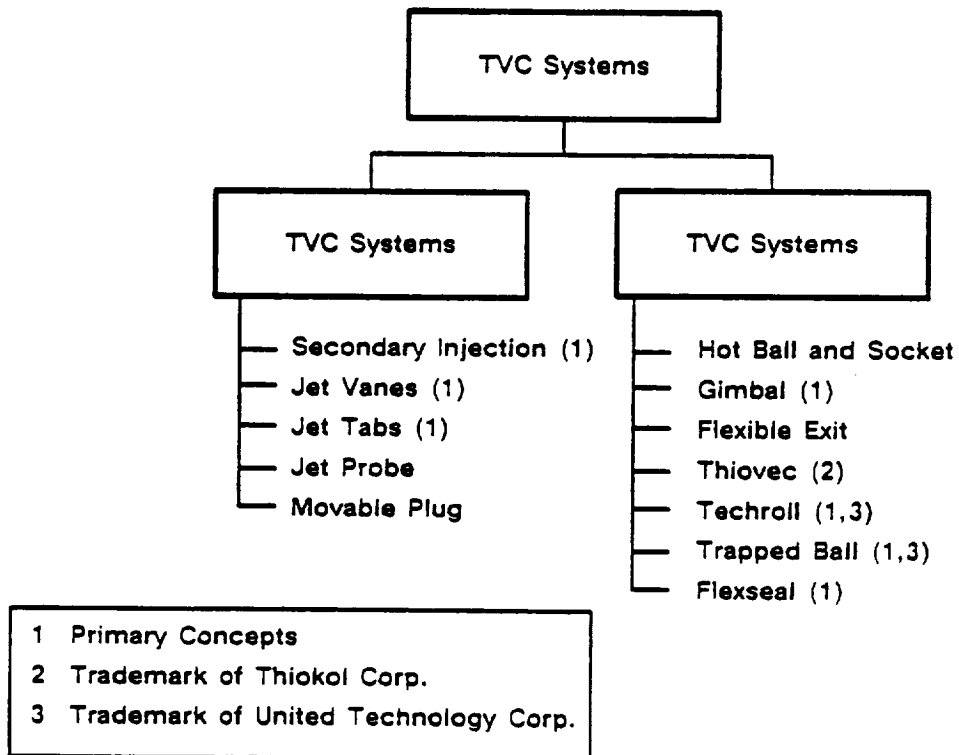 TVC Systems
TVC Systems
Secondary Injection (1)
Jet Vanes (1)
Jet Tabs (1)
Jet Probe
Movable Plug
TVC Systems
Hot Ball and Socket
Gimbal (1)
Flexible Exit
Thiovec (2)
Techroll (1,3)
Trapped Ball (1,3)
Flexseal (1)
1 Primary Concepts
2 Trademark of Thiokol Corp.
3 Trademark of United Technology Corp.